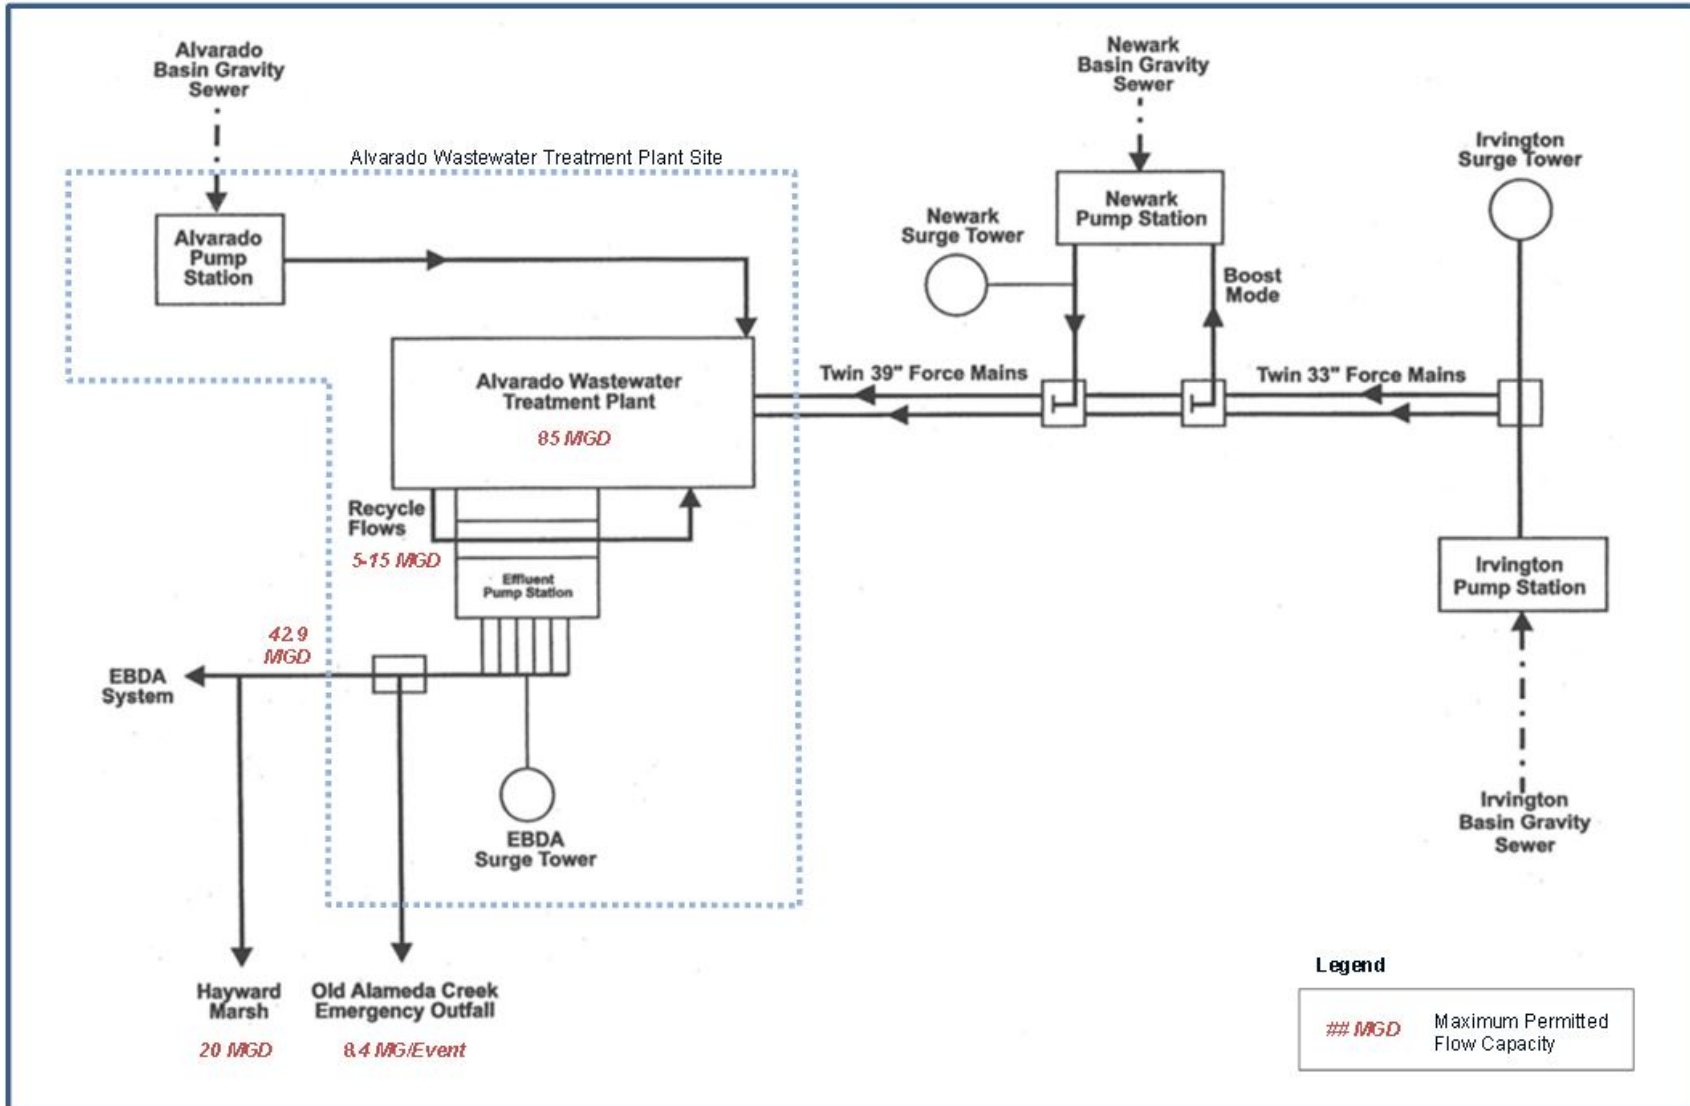 Alvarado
Basin Gravity
Sewer
Newark
Basin Gravity
Sewer
Irvington
Surge Tower
Alvarado Wastewater Treatment Plant Site
Alvarado
Pump
Station
Newark
Surge Tower
Newark
Pump Station
Boost
Mode
Alvarado Wastewater
Treatment Plant
85 MGD
Twin 39" Force Mains
Twin 33" Force Mains
Recycle
Flows
5-15 MGD
Effluent
Pump Station
Irvington
Pump Station
42.9
MGD
EBDA
System
EBDA
Surge Tower
Irvington
Basin Gravity
Sewer
Hayward
Marsh
20 MGD
Old Alameda Creek
Emergency Outfall
8.4 MG/Event
Legend
## MGD
Maximum Permitted
Flow Capacity